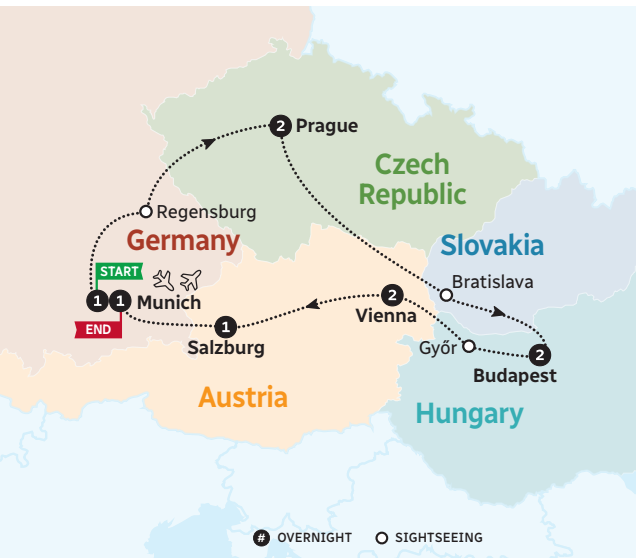 2 Prague
Czech
Republic
Regensburg
Germany
Slovakia
START
Bratislava
1 1 Munich
2
Vienna
END
1
Salzburg
Győr
2
Budapest
Austria
Hungary
# OVERNIGHT
SIGHTSEEING